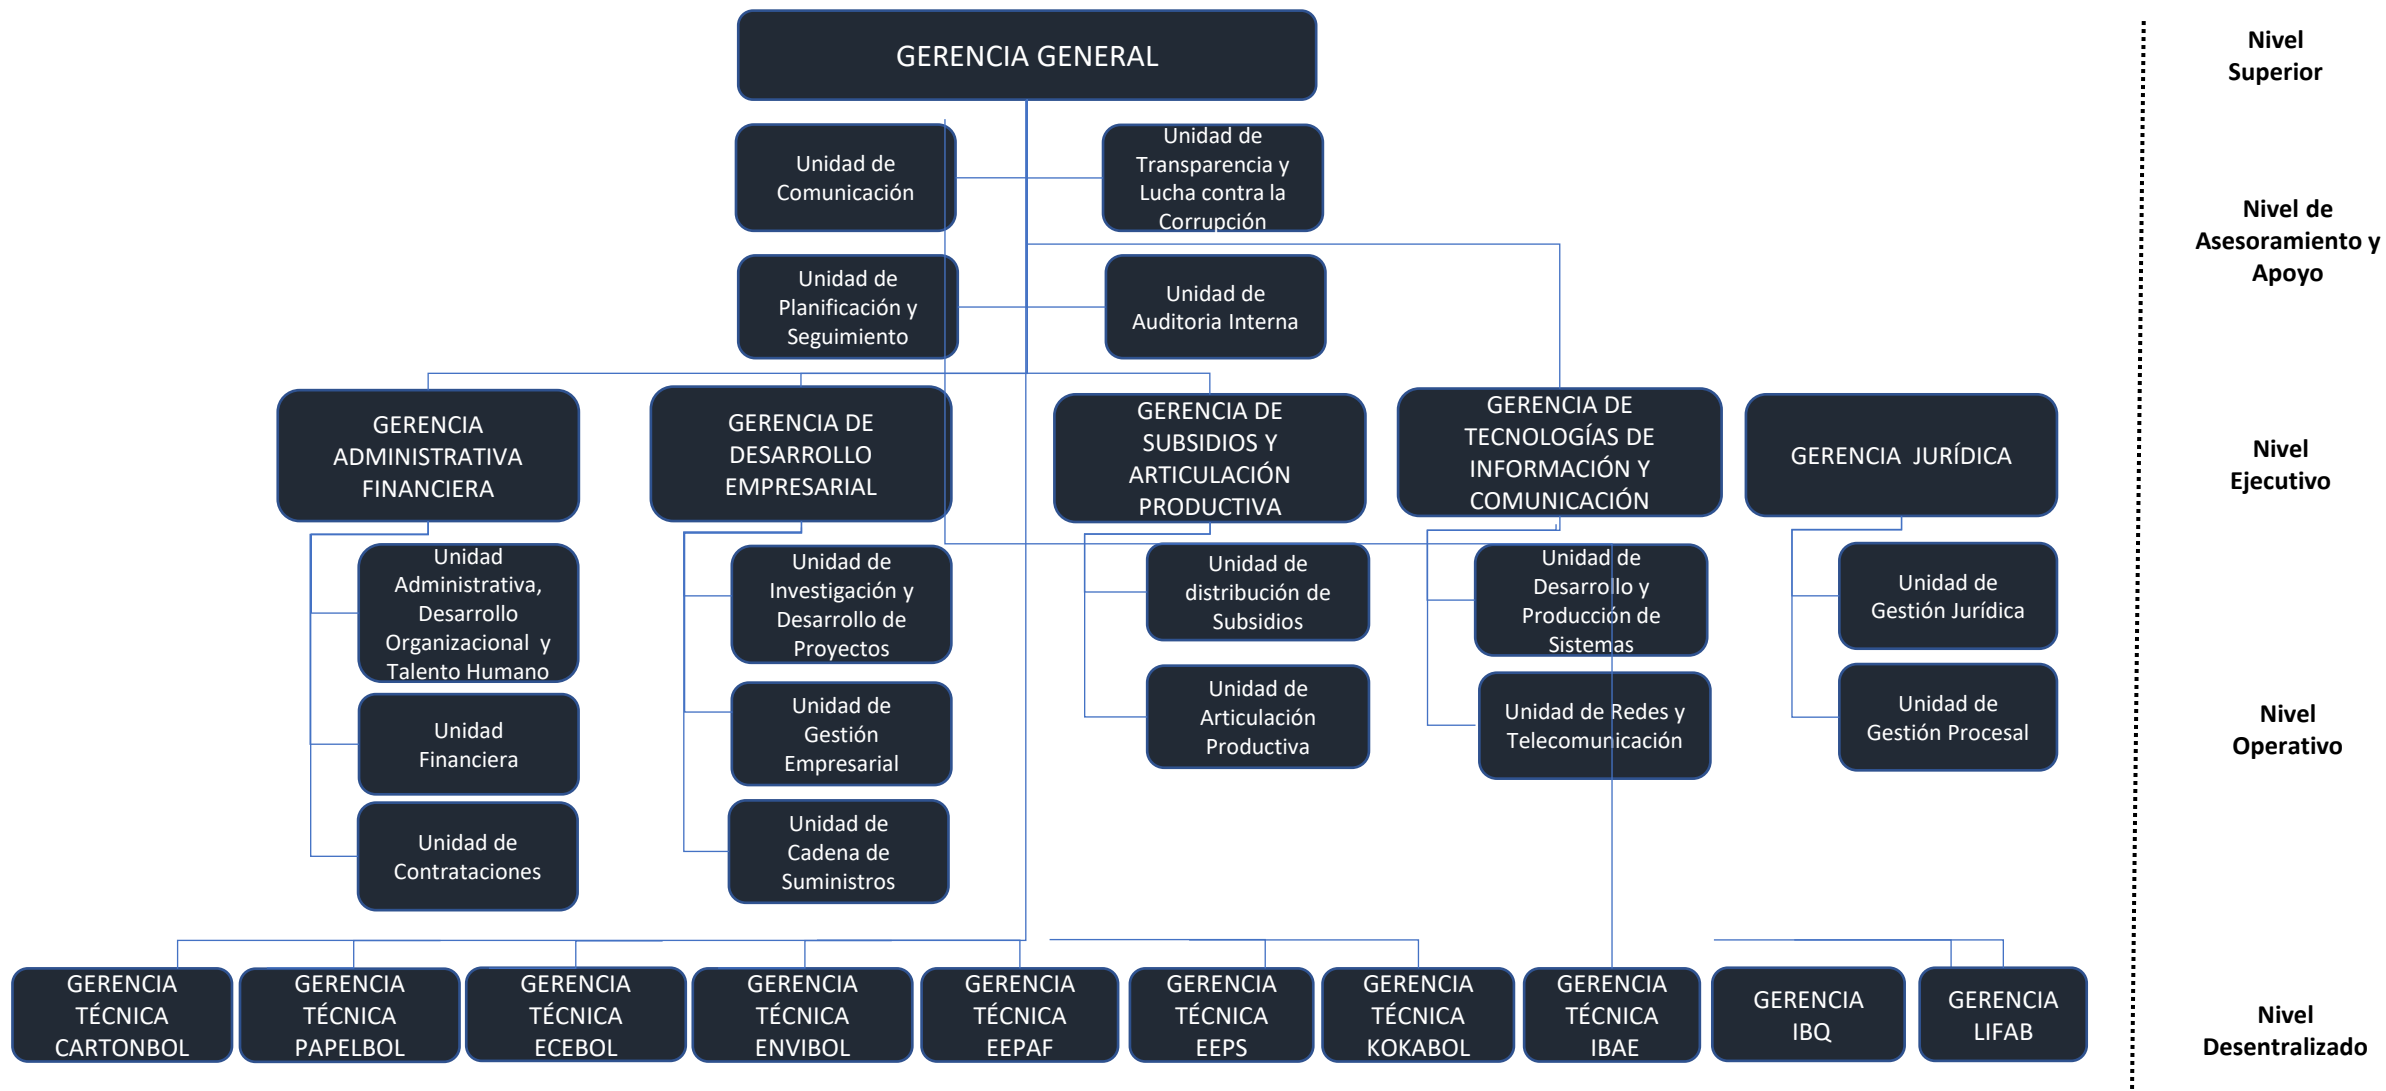 GERENCIA GENERAL
Nivel
Superior
Unidad de
Comunicación
Unidad de
Transparencia y
Lucha contra la
Corrupción
Nivel de
Asesoramiento y
Apoyo
Unidad de
Planificación y
Seguimiento
Unidad de
Auditoria Interna
GERENCIA
ADMINISTRATIVA
FINANCIERA
GERENCIA DE
DESARROLLO
EMPRESARIAL
GERENCIA DE
SUBSIDIOS Y
ARTICULACIÓN
PRODUCTIVA
GERENCIA DE
TECNOLOGÍAS DE
INFORMACIÓN Y
COMUNICACIÓN
GERENCIA JURÍDICA
Nivel
Ejecutivo
Unidad
Administrativa,
Desarrollo
Organizacional y
Talento Humano
Unidad de
Investigación y
Desarrollo de
Proyectos
Unidad de
distribución de
Subsidios
Unidad de
Desarrollo y
Producción de
Sistemas
Unidad de
Gestión Jurídica
Unidad
Financiera
Unidad de
Gestión
Empresarial
Unidad de
Articulación
Productiva
Unidad de Redes y
Telecomunicación
Unidad de
Gestión Procesal
Nivel
Operativo
Unidad de
Contrataciones
Unidad de
Cadena de
Suministros
GERENCIA
TÉCNICA
CARTONBOL
GERENCIA
TÉCNICA
PAPELBOL
GERENCIA
TÉCNICA
ECEBOL
GERENCIA
TÉCNICA
ENVIBOL
GERENCIA
TÉCNICA
EEPAF
GERENCIA
TÉCNICA
EEPS
GERENCIA
TÉCNICA
KOKABOL
GERENCIA
TÉCNICA
IBAE
GERENCIA
IBQ
GERENCIA
LIFAB
Nivel
Desentralizado